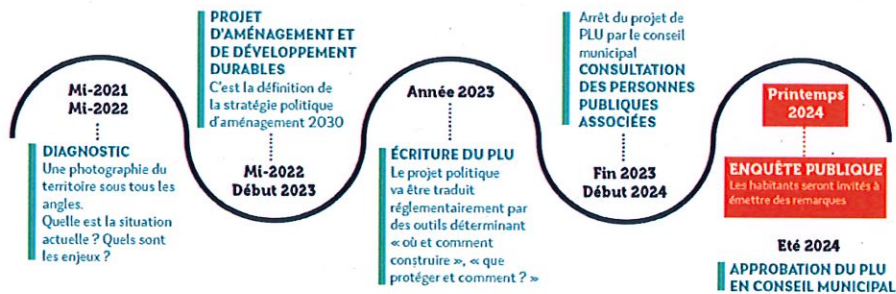 Mi-2021
Mi-2022
DIAGNOSTIC
Une photographie du
territoire sous tous les
angles.
Quelle est la situation
actuelle ? Quels sont
les enjeux ?
PROJET
D'AMÉNAGEMENT ET
DE DÉVELOPPEMENT
DURABLES
C'est la définition de
la stratégie politique
d'aménagement 2030
Mi-2022
Début 2023
Année 2023
ÉCRITURE DU PLU
Le projet politique
va être traduit
réglementairement par
des outils déterminant
« où et comment
construire », « que
protéger et comment ? »
Arrêt du projet de
PLU par le conseil
municipal
CONSULTATION
DES PERSONNES
PUBLIQUES
ASSOCIÉES
Fin 2023
Début 2024
Printemps
2024
ENQUÊTE PUBLIQUE
Les habitants seront invités
à émettre des remarques
Eté 2024
APPROBATION DU PLU
EN CONSEIL MUNICIPAL